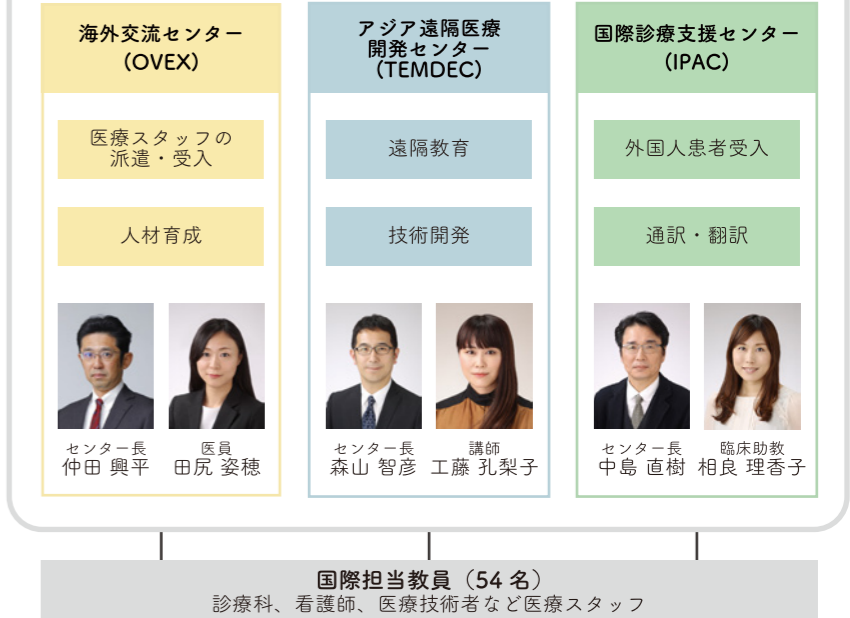 海外交流センター
(OVEX)
医療スタッフの
派遣・受入
人材育成
センター長
仲田 興平
医員
田尻 姿穂
アジア遠隔医療
開発センター
(TEMDEC)
遠隔教育
技術開発
センター長
森山 智彦
講師
工藤 孔梨子
国際診療支援センター
(IPAC)
外国人患者受入
通訳・翻訳
センター長
中島 直樹
臨床助教
相良 理香子
国際担当教員（54 名）
診療科、看護師、医療技術者など医療スタッフ